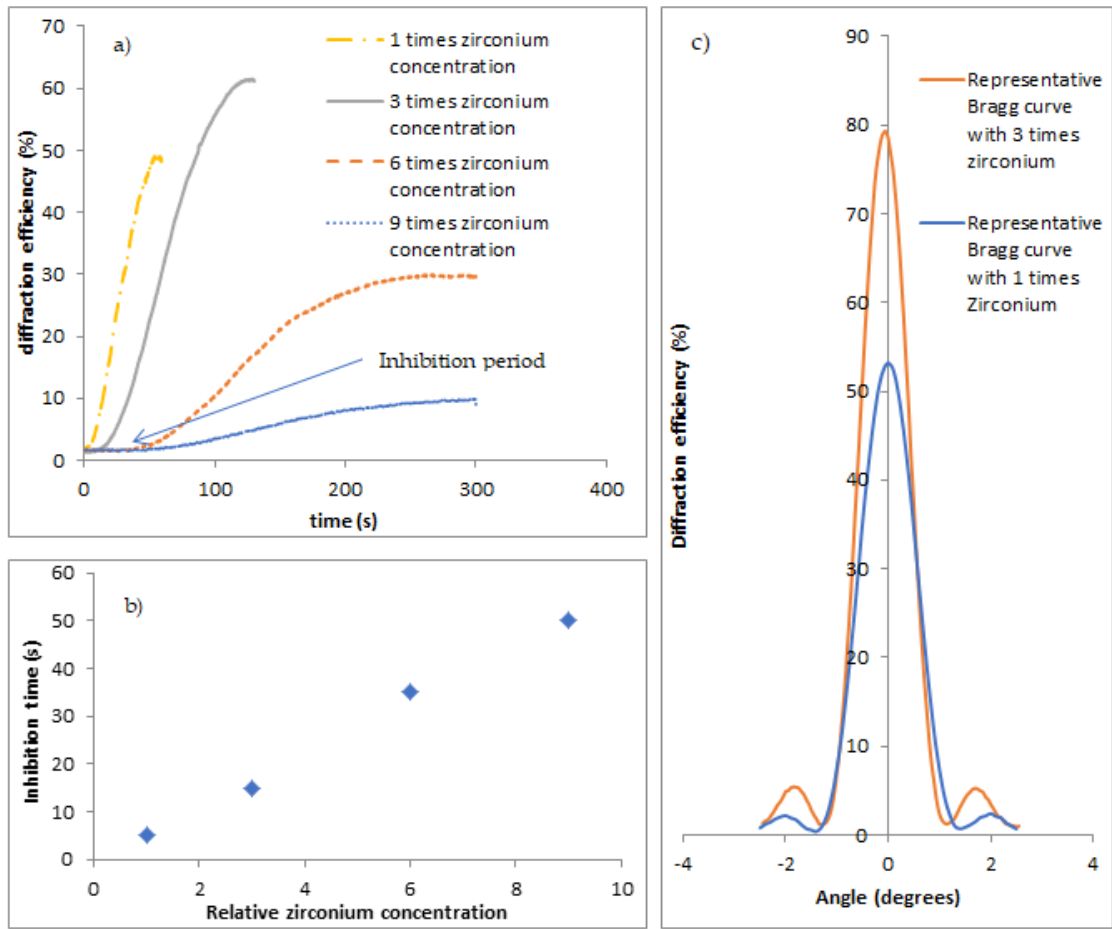 a)
70
60
50
40
30
20
10
0
diffraction efficiency (%)
1 times zirconium
concentration
3 times zirconium
concentration
6 times zirconium
concentration
9 times zirconium
concentration
Inhibition period
0 100 200 300 400
time (s)
b)
60
50
40
30
20
10
0
Inhibition time (s)
0 2 4 6 8 10
Relative zirconium concentration
c)
90
80
70
60
50
40
30
20
10
0
Diffraction efficiency (%)
Representative
Bragg curve
with 3 times
zirconium
Representative
Bragg curve
with 1 times
Zirconium
-4 -2 0 2 4
Angle (degrees)